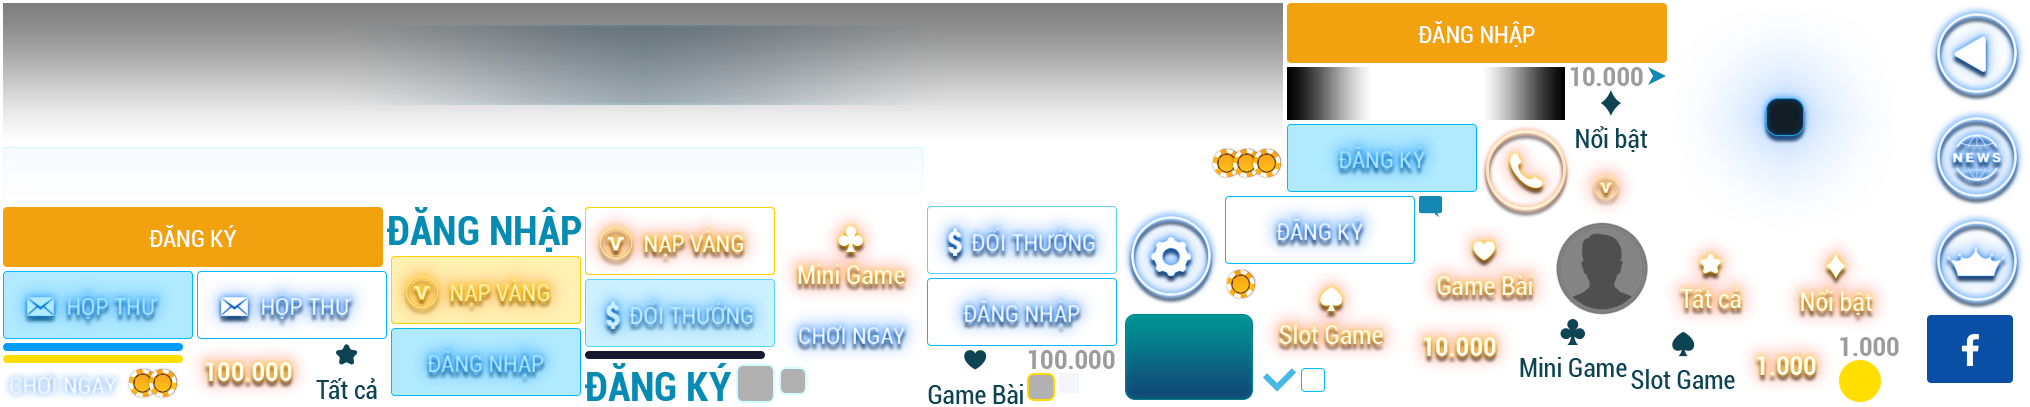 ĐĂNG NHẬP
10.000
Nổi bật
ĐĂNG KÝ
NEWS
ĐĂNG KÝ
ĐĂNG KÝ
ĐĂNG NHẬP
V NẠP VÀNG
Mini Game
$ ĐỔI THƯỞNG
Game Bài
Tất cả
Nổi bật
HỘP THƯ
HỘP THƯ
V NẠP VÀNG
$ ĐỔI THƯỞNG
ĐĂNG NHẬP
CHƠI NGAY
Slot Game
10.000
ĐĂNG NHẬP
100.000
Tất cả
CHƠI NGAY
ĐĂNG KÝ
100.000
Game Bài
Mini Game
Slot Game
1.000
1.000
f